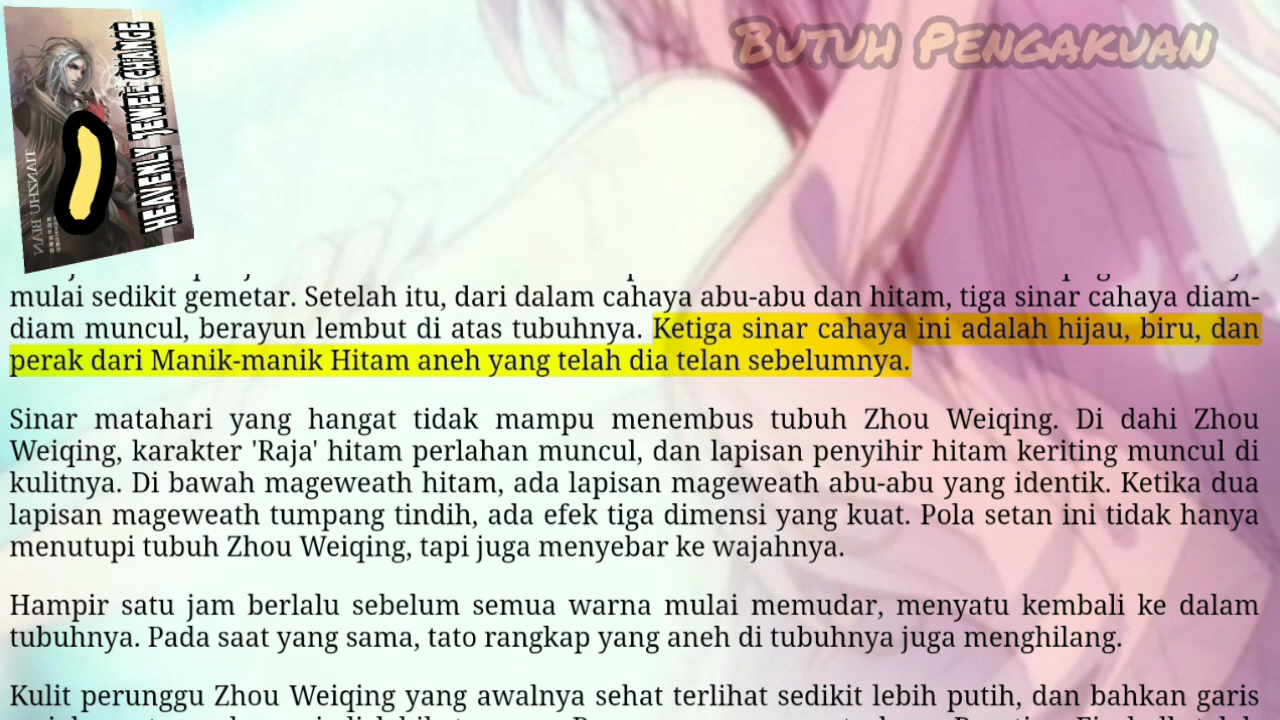 BUTUH PENGAKUAN
HEAVENLY JEWEL CHANGE
TIANZHU BIAN
mulai sedikit gemetar. Setelah itu, dari dalam cahaya abu-abu dan hitam, tiga sinar cahaya diam-
diam muncul, berayun lembut di atas tubuhnya. Ketiga sinar cahaya ini adalah hijau, biru, dan
perak dari Manik-manik Hitam aneh yang telah dia telan sebelumnya.
Sinar matahari yang hangat tidak mampu menembus tubuh Zhou Weiqing. Di dahi Zhou
Weiqing, karakter 'Raja' hitam perlahan muncul, dan lapisan penyihir hitam keriting muncul di
kulitnya. Di bawah mageweath hitam, ada lapisan mageweath abu-abu yang identik. Ketika dua
lapisan mageweath tumpang tindih, ada efek tiga dimensi yang kuat. Pola setan ini tidak hanya
menutupi tubuh Zhou Weiqing, tapi juga menyebar ke wajahnya.
Hampir satu jam berlalu sebelum semua warna mulai memudar, menyatu kembali ke dalam
tubuhnya. Pada saat yang sama, tato rangkap yang aneh di tubuhnya juga menghilang.
Kulit perunggu Zhou Weiqing yang awalnya sehat terlihat sedikit lebih putih, dan bahkan garis